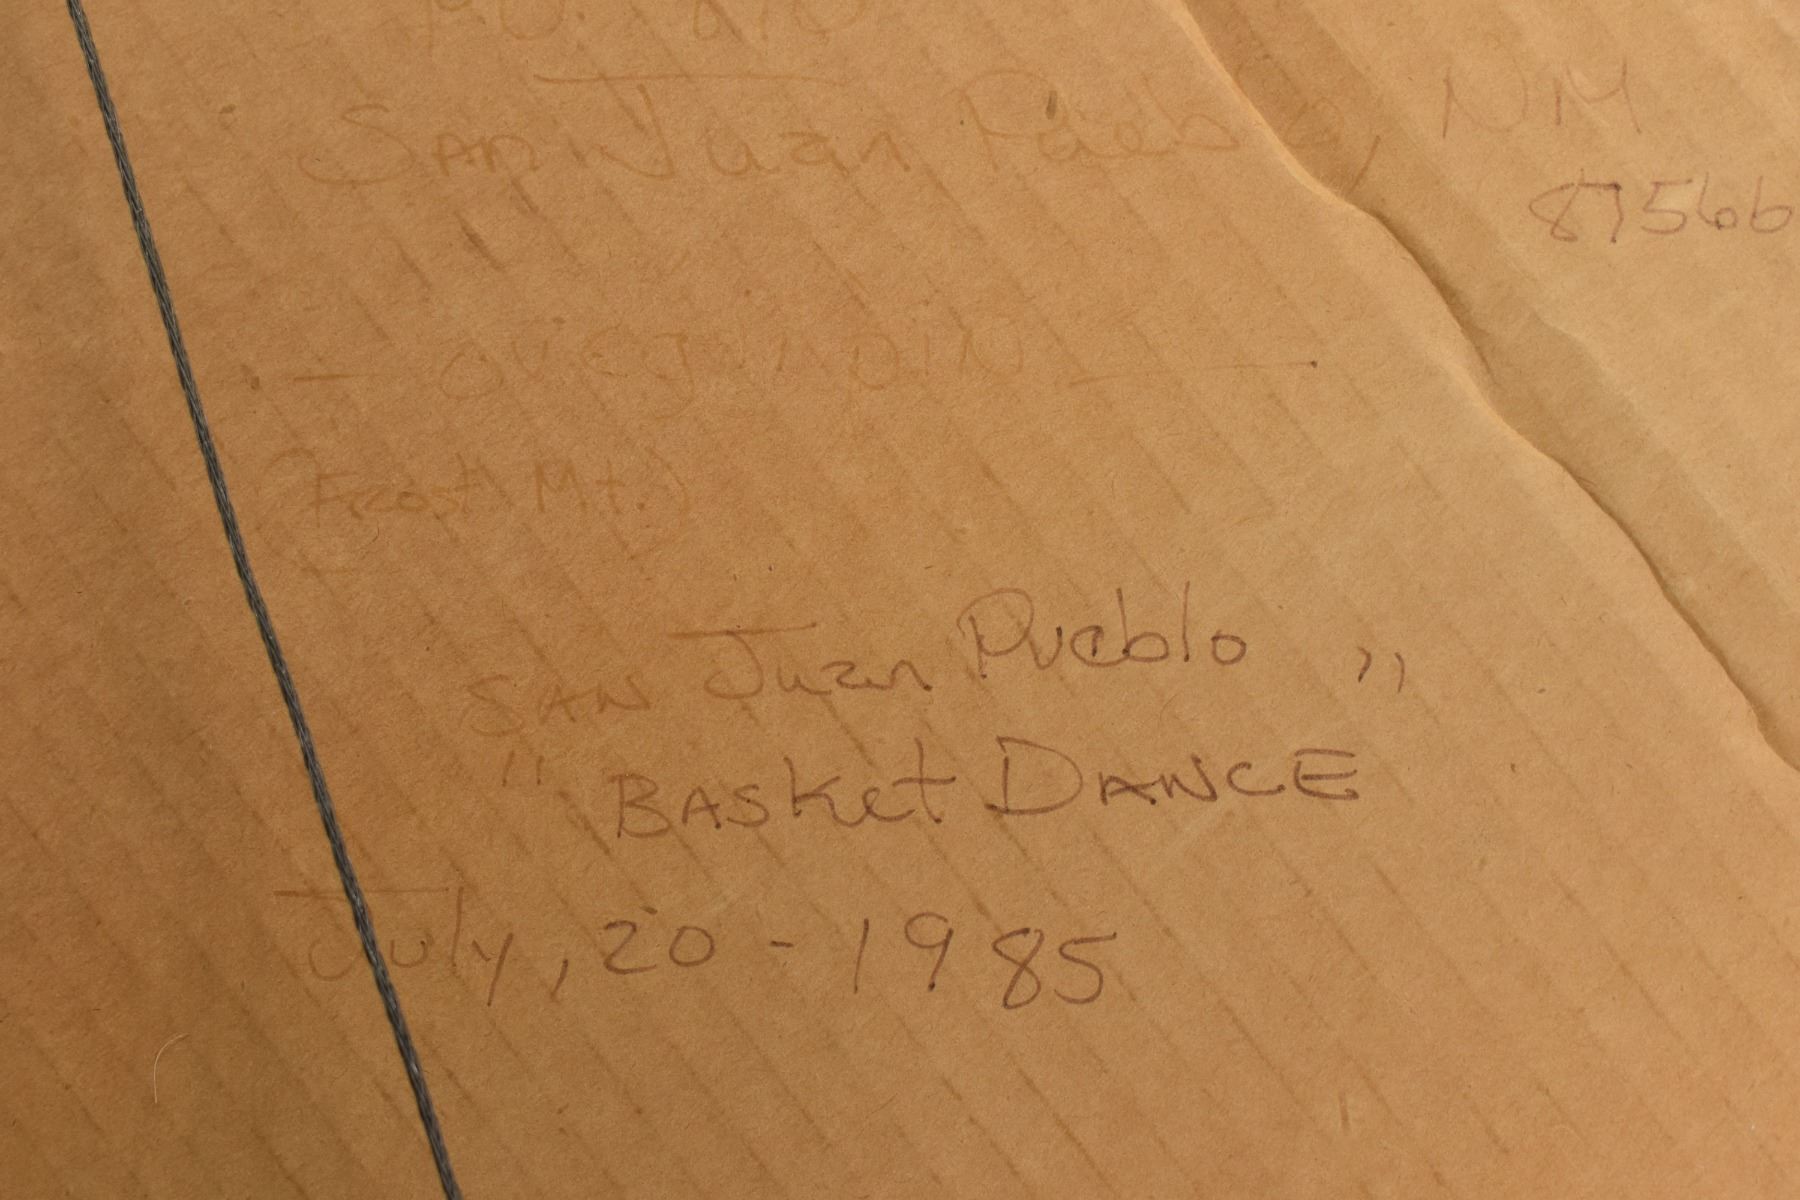 San Juan Pueblo, NM
87566
(Frost Mt.)
SAN Juan Pueblo "
" BASKet DANCE
July, 20 - 1985